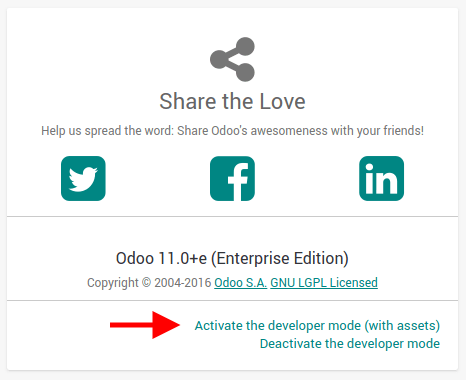 Share the Love
Help us spread the word: Share Odoo's awesomeness with your friends!
Odoo 11.0+e (Enterprise Edition)
Copyright © 2004-2016 Odoo S.A. GNU LGPL Licensed
Activate the developer mode (with assets)
Deactivate the developer mode